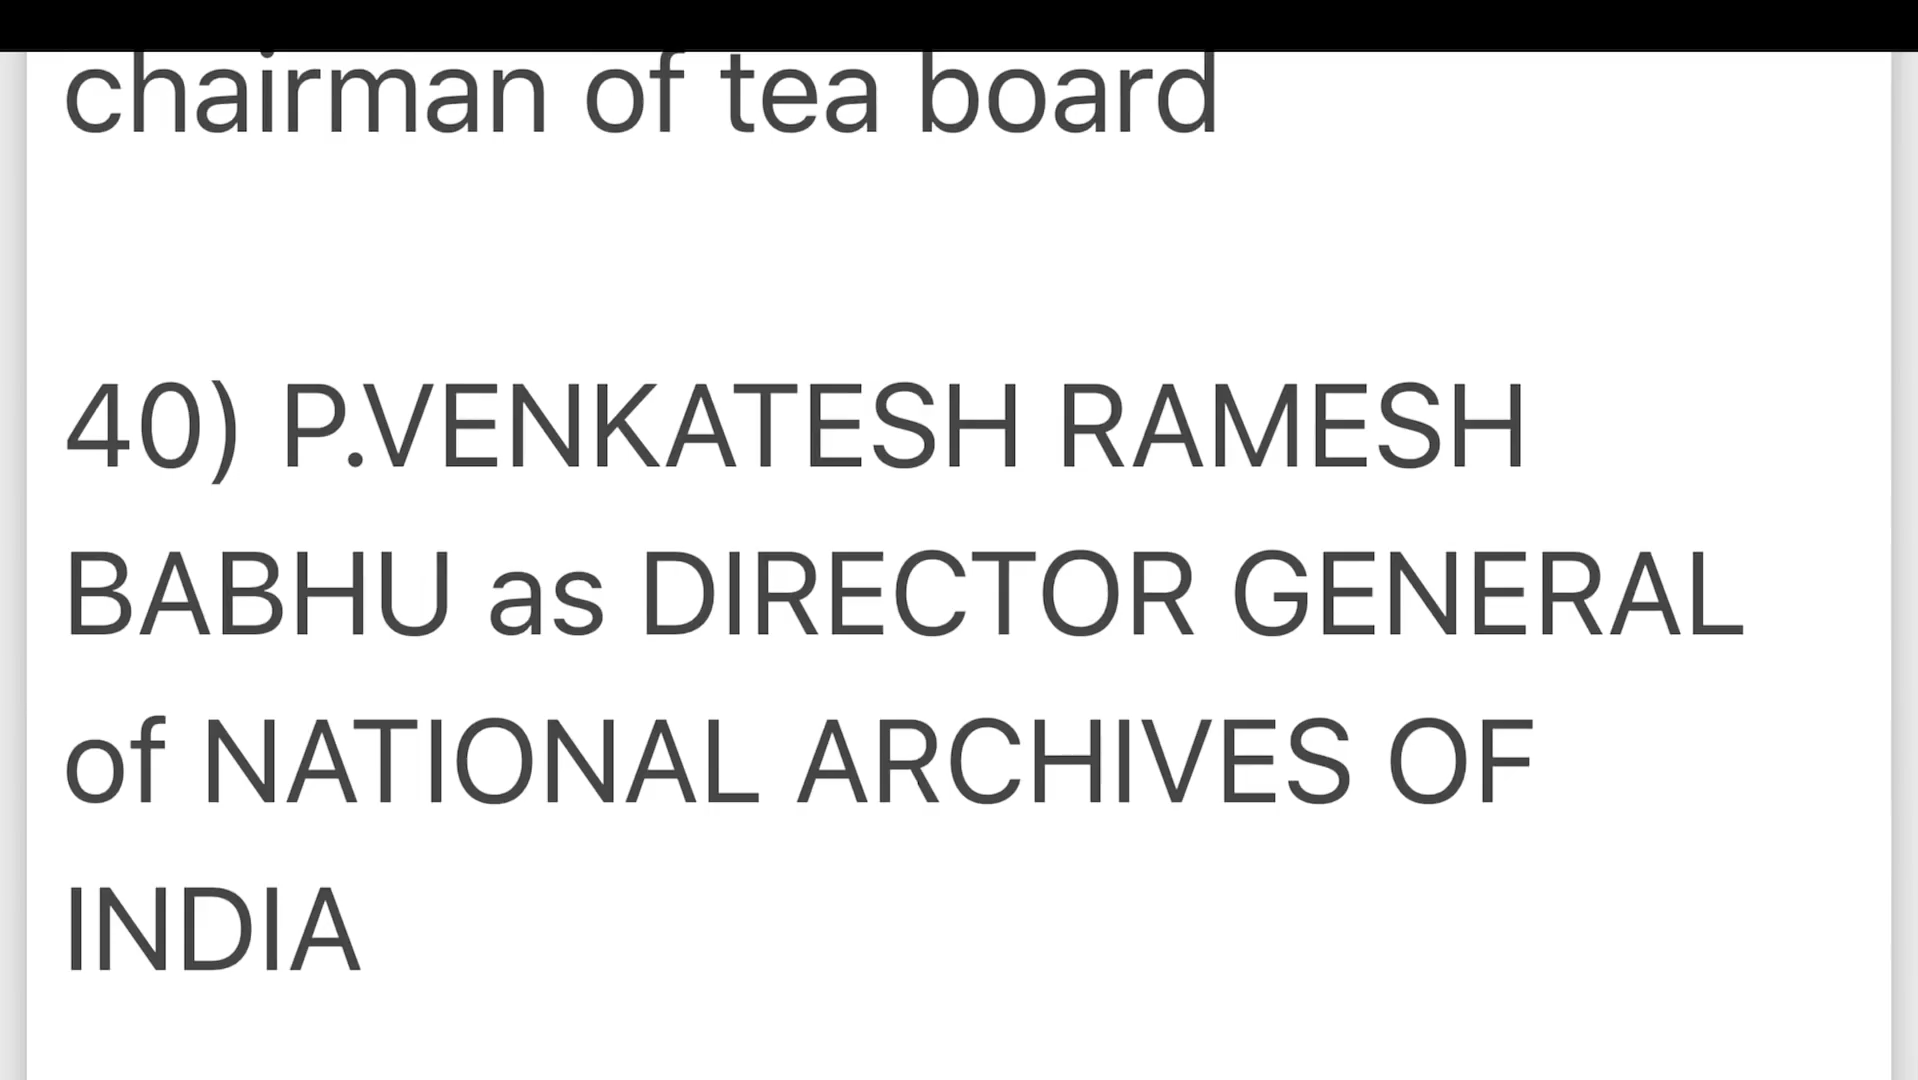 chairman of tea board
40) P.VENKATESH RAMESH
BABHU as DIRECTOR GENERAL
of NATIONAL ARCHIVES OF
INDIA